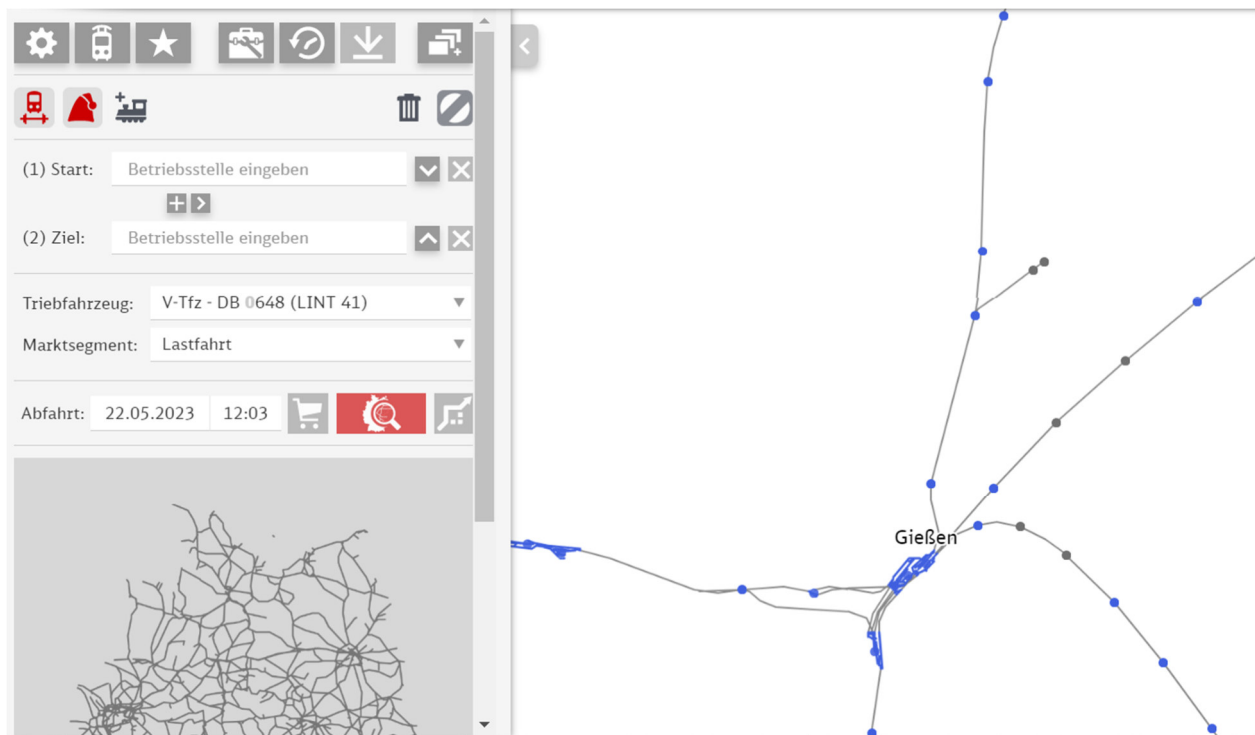 (1) Start: Betriebsstelle eingeben
(2) Ziel: Betriebsstelle eingeben
Triebfahrzeug: V-Tfz - DB 0648 (LINT 41)
Marktsegment: Lastfahrt
Abfahrt: 22.05.2023 12:03
Gießen